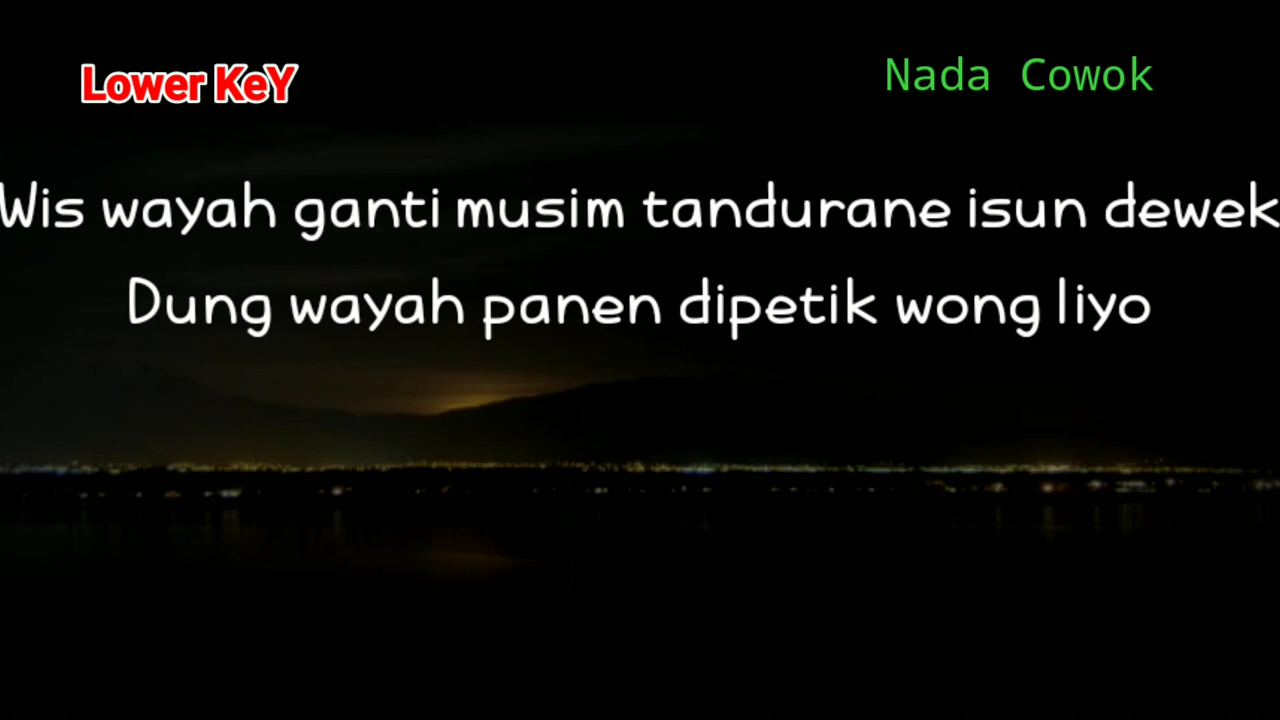 Lower KeY
Nada Cowok
Wis wayah ganti musim tandurane isun dewek
Dung wayah panen dipetik wong liyo